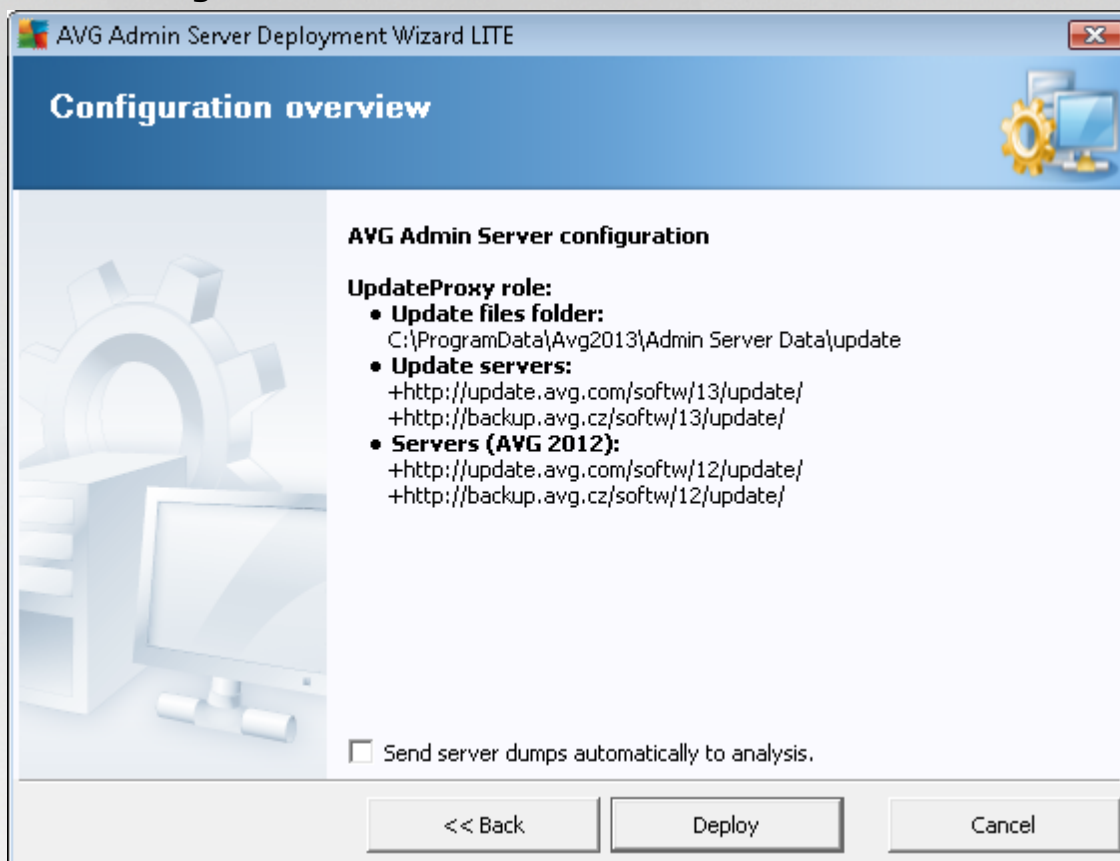 AVG Admin Server Deployment Wizard LITE
Configuration overview
AVG Admin Server configuration
UpdateProxy role:
● Update files folder:
C:\ProgramData\Avg2013\Admin Server Data\update
● Update servers:
+http://update.avg.com/softw/13/update/
+http://backup.avg.cz/softw/13/update/
● Servers (AVG 2012):
+http://update.avg.com/softw/12/update/
+http://backup.avg.cz/softw/12/update/
Send server dumps automatically to analysis.
<< Back
Deploy
Cancel